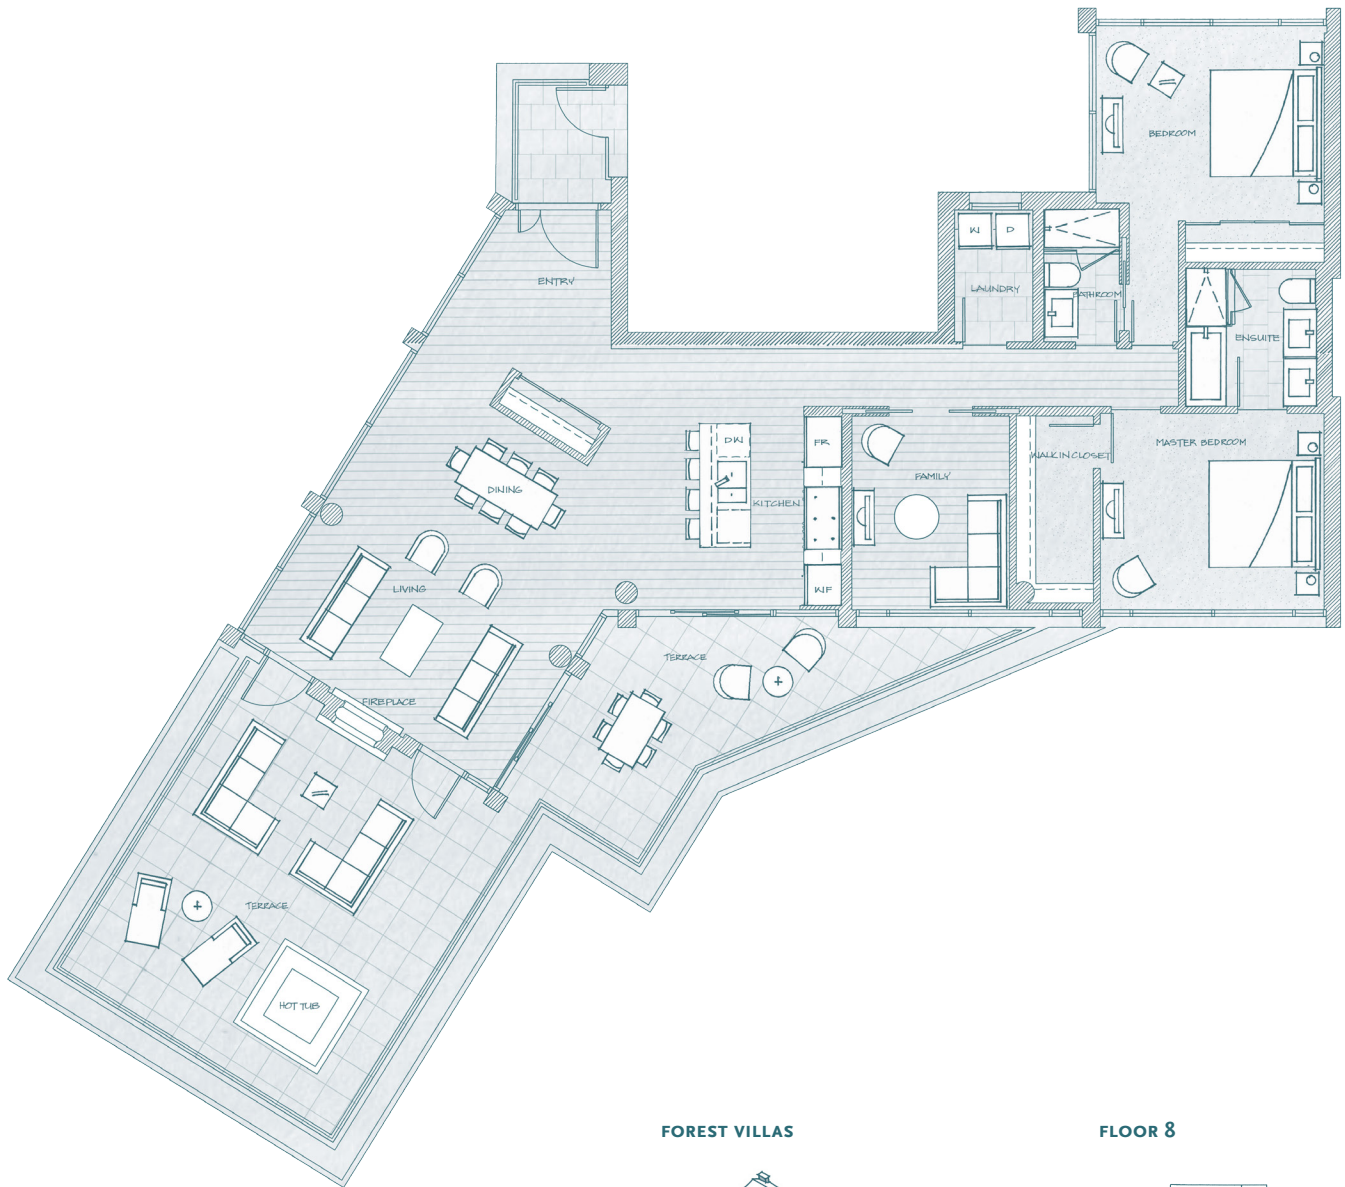 BEDROOM
W
D
ENTRY
LAUNDRY
BATHROOM
ENSUITE
DW
FR
MASTER BEDROOM
WALK IN CLOSET
DINING
KITCHEN
FAMILY
LIVING
WF
TERRACE
FIREPLACE
TERRACE
HOT TUB
FOREST VILLAS
FLOOR 8